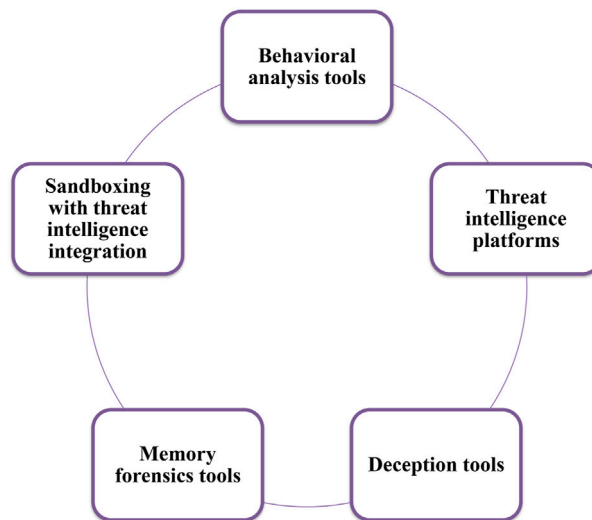 Behavioral
analysis tools
Threat
intelligence
platforms
Deception tools
Memory
forensics tools
Sandboxing
with threat
intelligence
integration